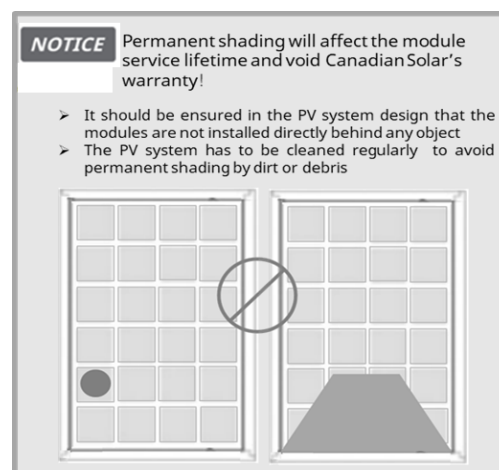 NOTICE
Permanent shading will affect the module
service lifetime and void Canadian Solar’s
warranty!
➢ It should be ensured in the PV system design that the
modules are not installed directly behind any object
➢ The PV system has to be cleaned regularly to avoid
permanent shading by dirt or debris